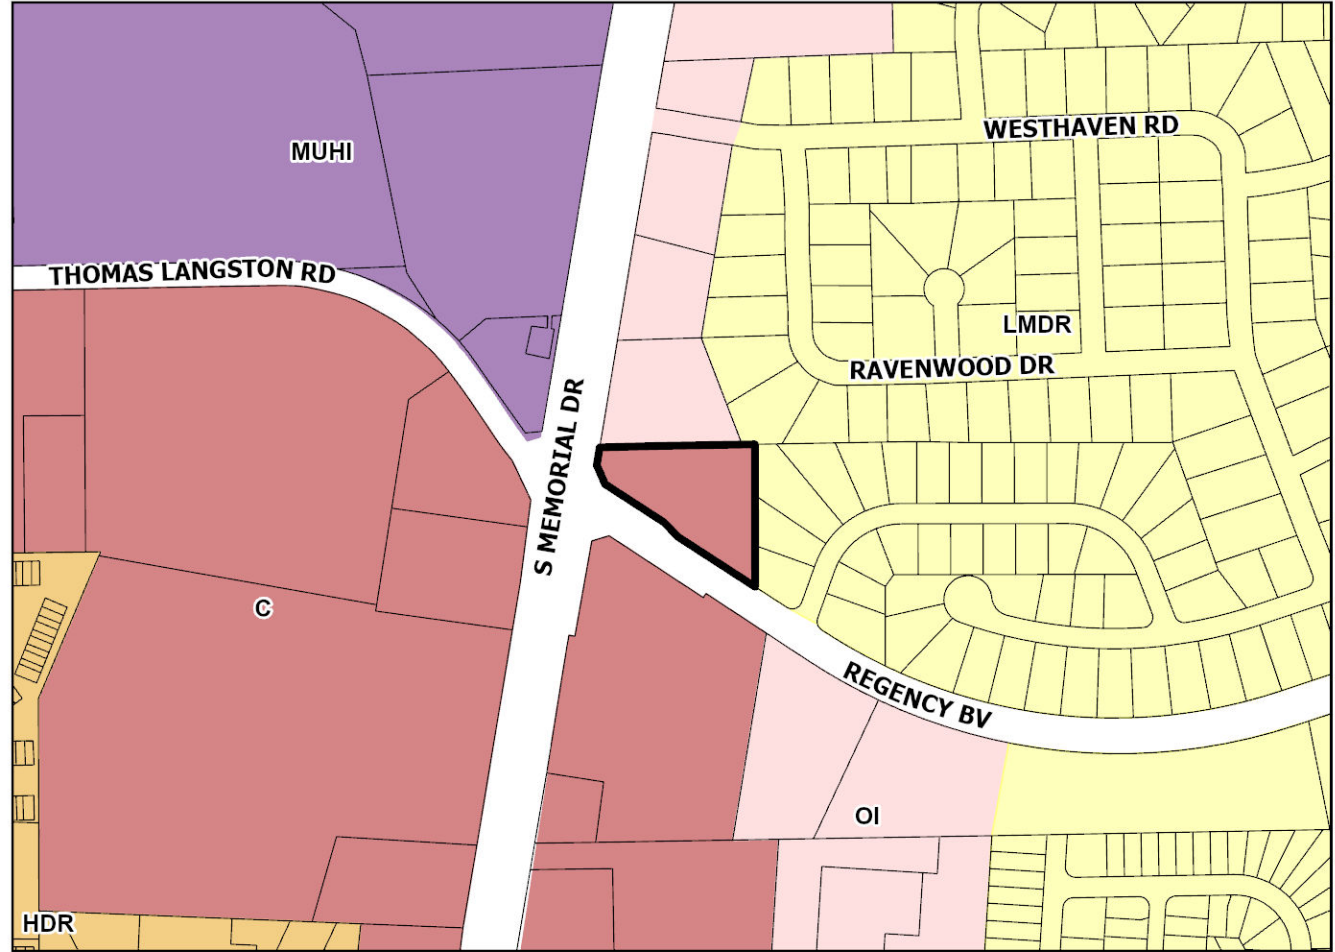 WESTHAVEN RD
MUHI
THOMAS LANGSTON RD
LMDR
RAVENWOOD DR
S MEMORIAL DR
C
REGENCY BV
OI
HDR